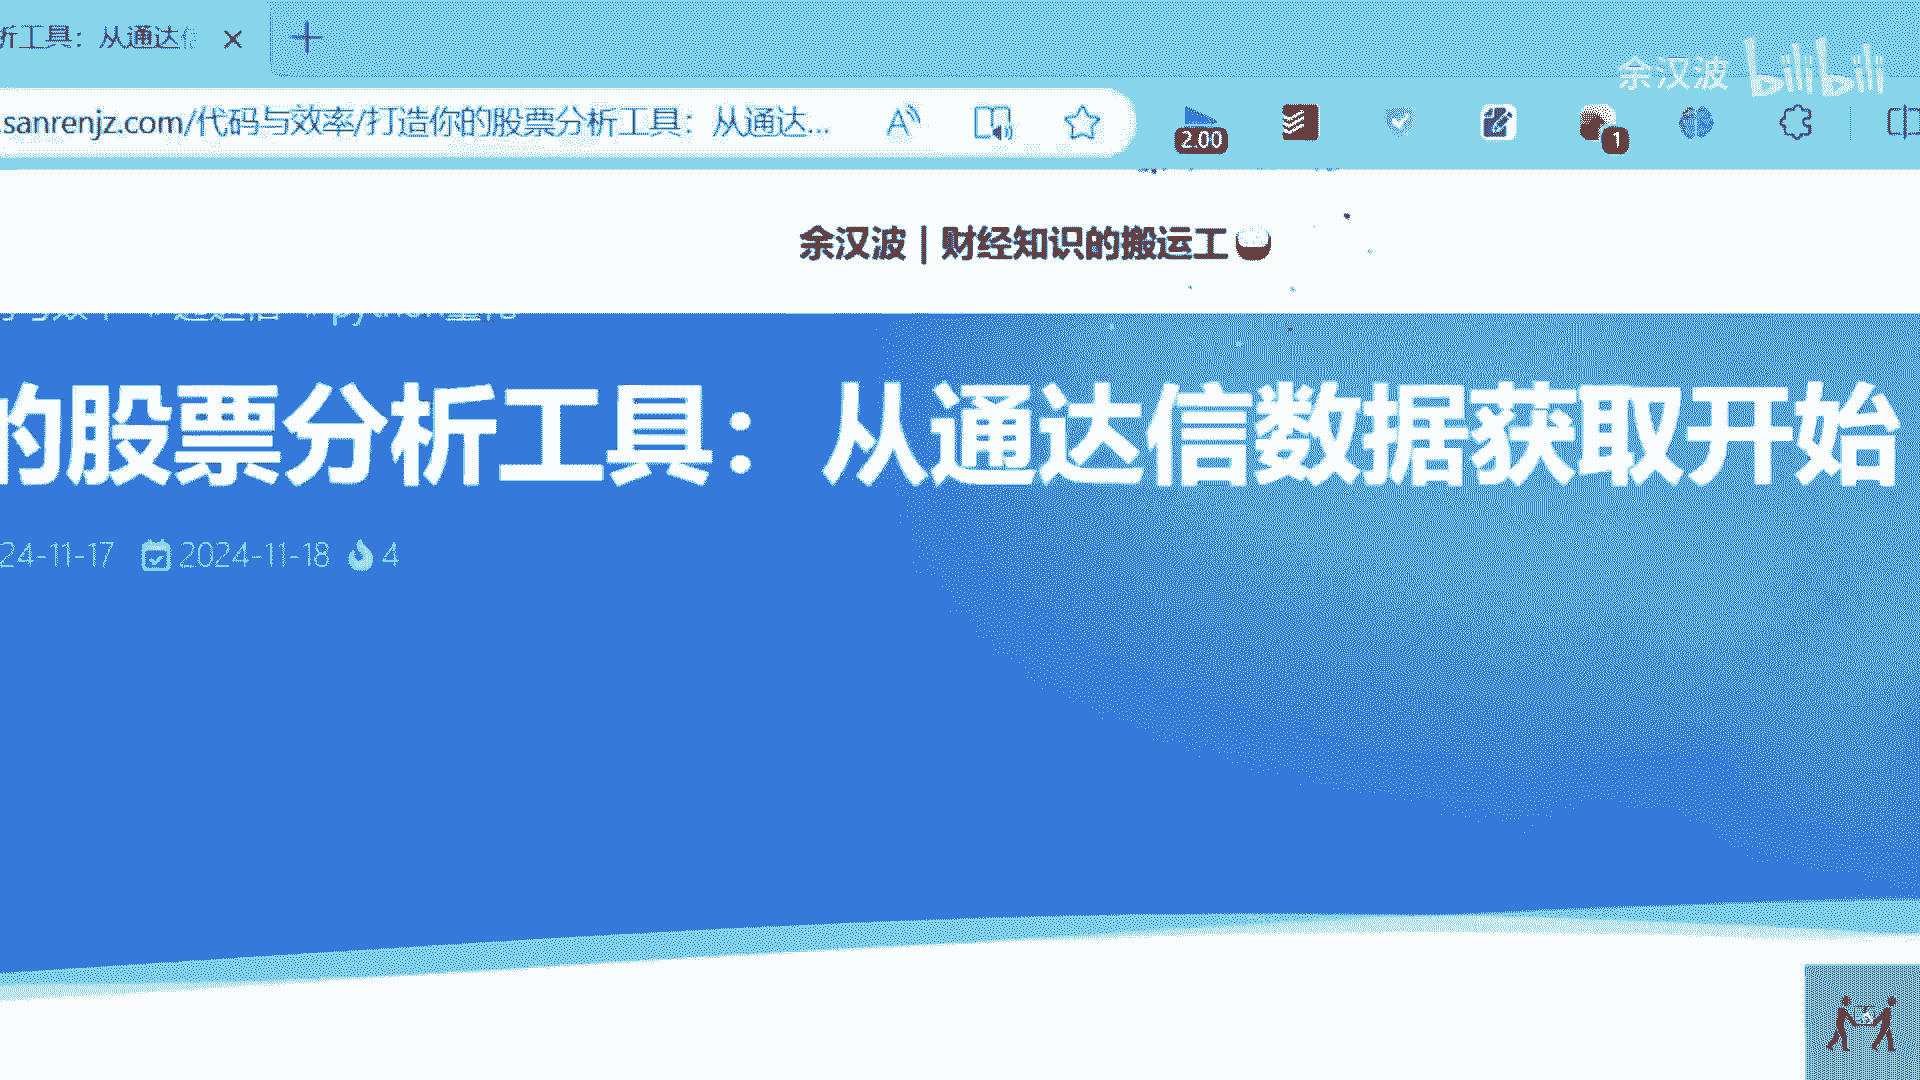 析工具：从通达信
余汉波 bilibili
.sanrenjz.com/代码与效率/打造你的股票分析工具：从通达...
2.00
1
余汉波 | 财经知识的搬运工
的股票分析工具：从通达信数据获取开始
24-11-17 2024-11-18 4